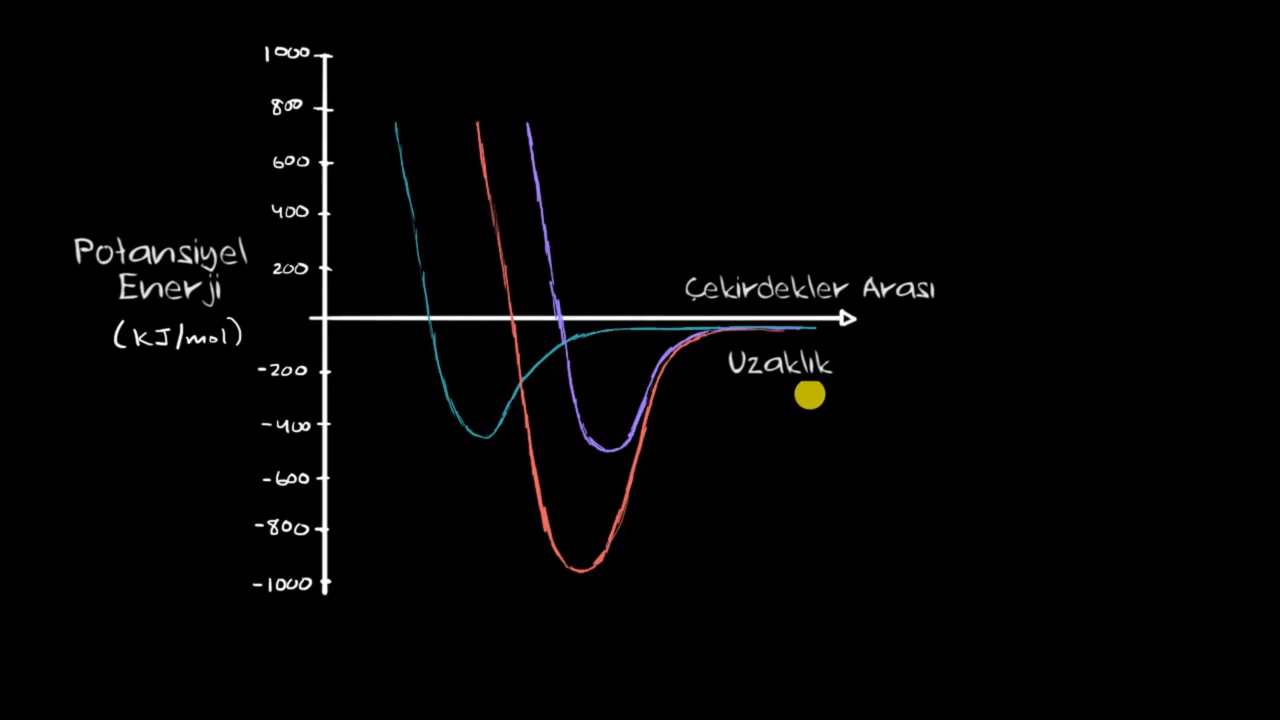 1000
800
600
400
200
Potansiyel
Enerji
(KJ/mol)
-200
-400
-600
-800
-1000
Çekirdekler Arası
Uzaklık